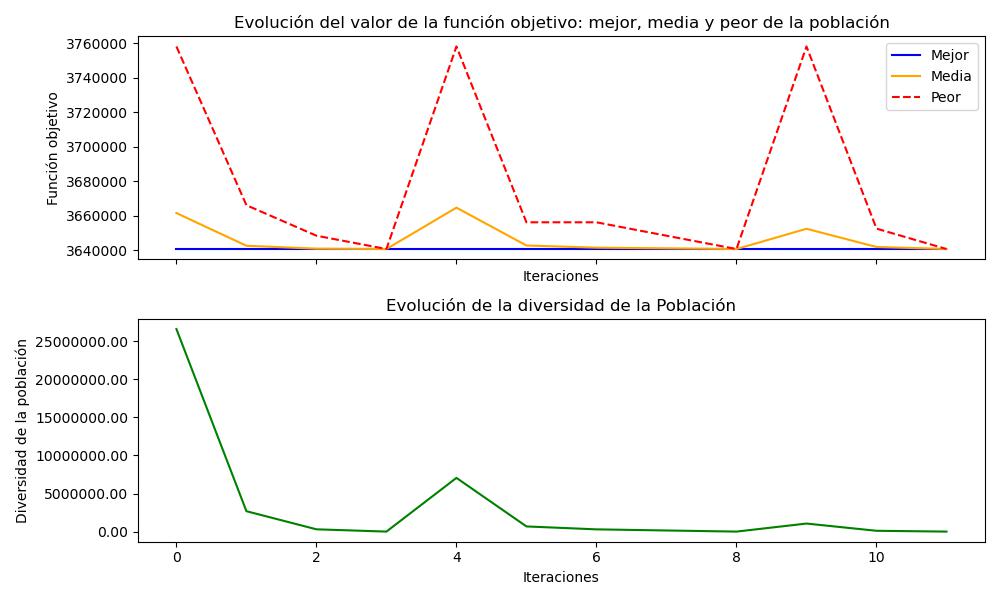 Evolución del valor de la función objetivo: mejor, media y peor de la población
3760000
3740000
3720000
3700000
3680000
3660000
3640000
Función objetivo
Mejor
Media
Peor
Iteraciones
Evolución de la diversidad de la Población
25000000.00
20000000.00
15000000.00
10000000.00
5000000.00
0.00
Diversidad de la población
0 2 4 6 8 10
Iteraciones